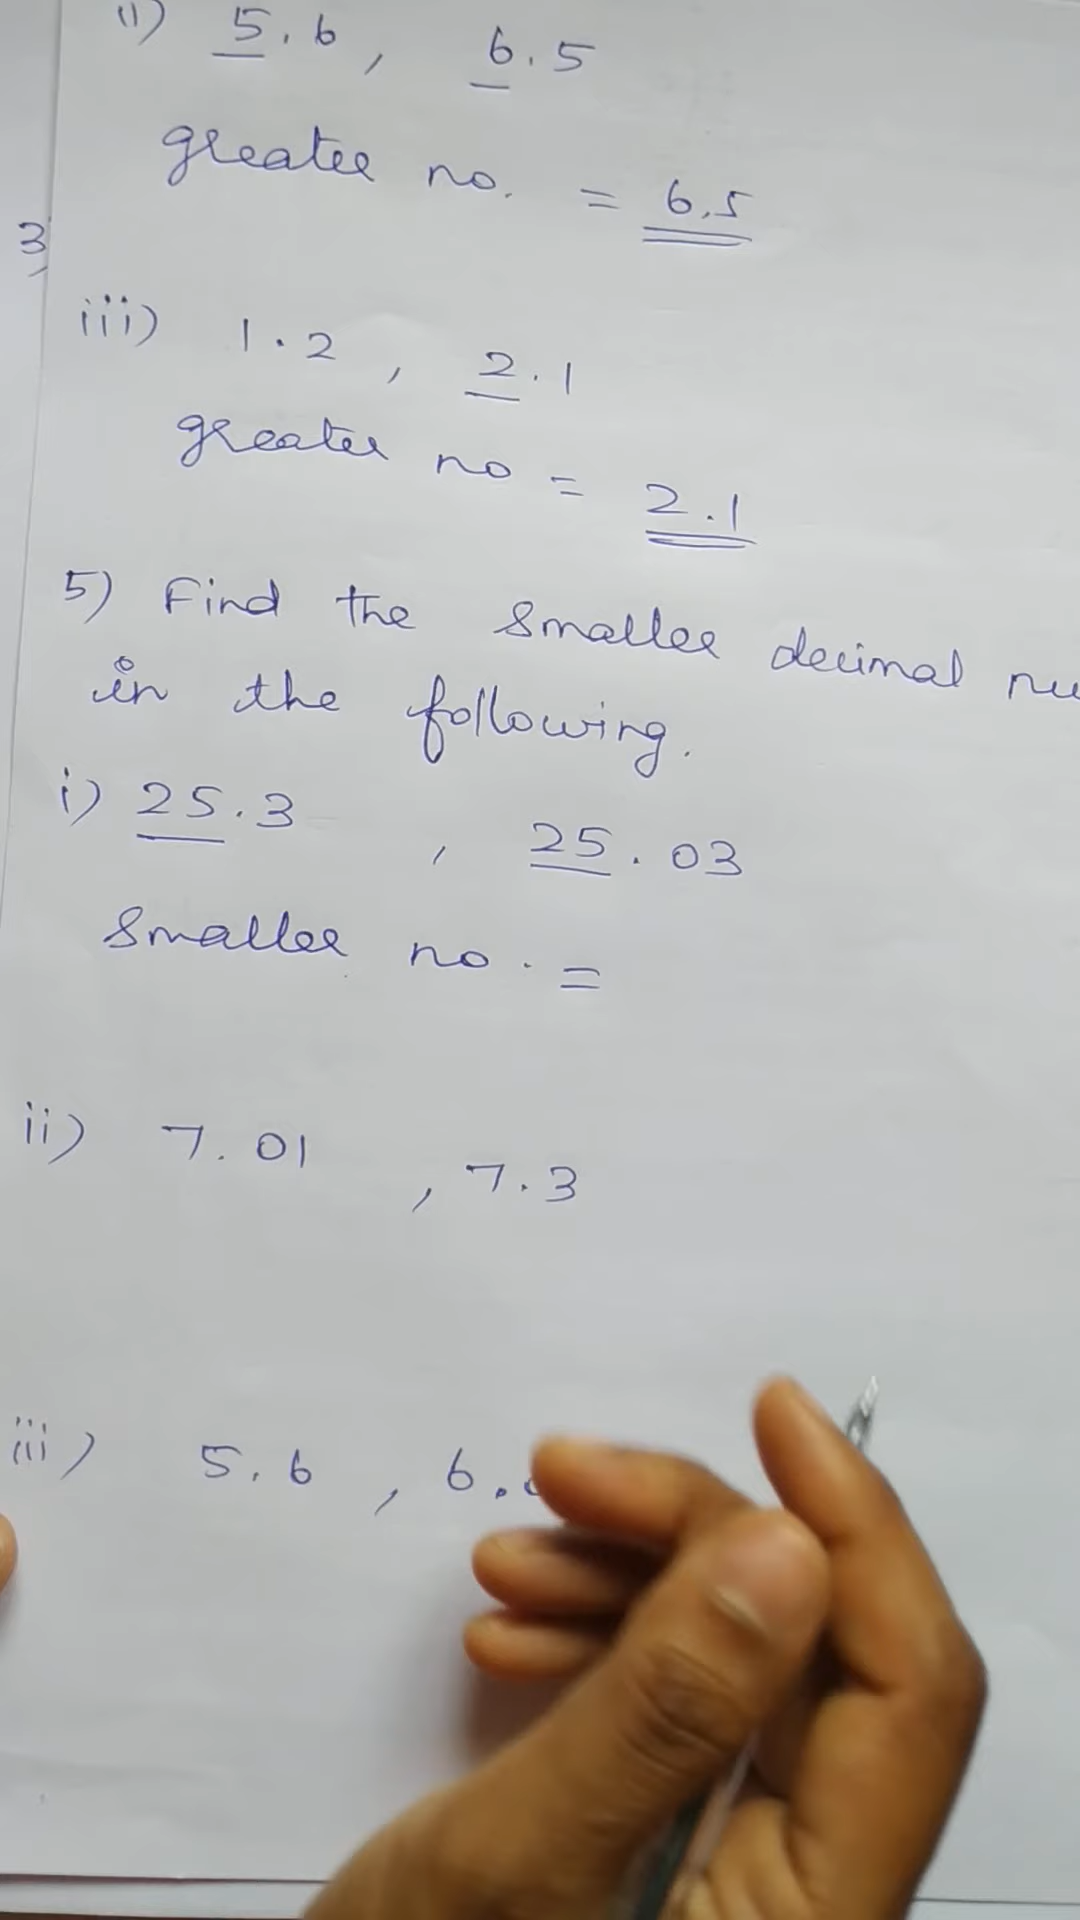 ii) 5.6, 6.5
greater no. = 6.5
3)
iii) 1.2, 2.1
greater no = 2.1
5) Find the smaller decimal
in the following.
i) 25.3, 25.03
Smaller no. =
ii) 7.01, 7.3
iii) 5.6,